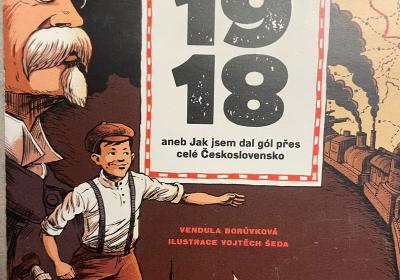 19
18
aneb Jak jsem dal gól přes
celé Československo
VENDULA BORŮVKOVÁ
ILUSTRACE VOJTĚCH ŠEDA